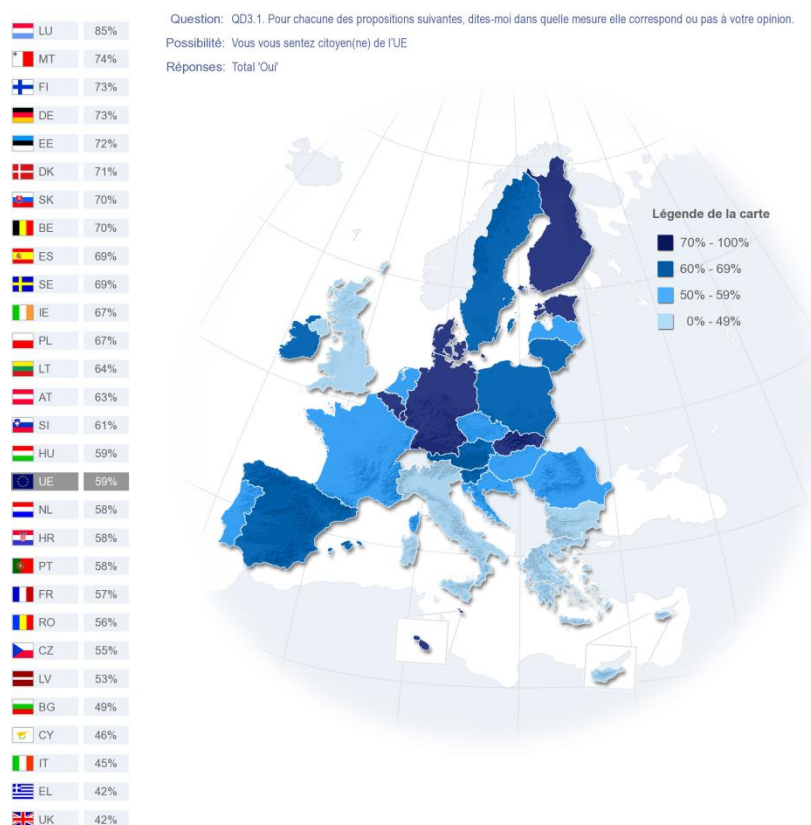 Question: QD3.1. Pour chacune des propositions suivantes, dites-moi dans quelle mesure elle correspond ou pas à votre opinion.
Possibilité: Vous vous sentez citoyen(ne) de l'UE
Réponses: Total 'Oui'
LU 85%
MT 74%
FI 73%
DE 73%
EE 72%
DK 71%
SK 70%
BE 70%
ES 69%
SE 69%
IE 67%
PL 67%
LT 64%
AT 63%
SI 61%
HU 59%
UE 59%
NL 58%
HR 58%
PT 58%
FR 57%
RO 56%
CZ 55%
LV 53%
BG 49%
CY 46%
IT 45%
EL 42%
UK 42%
Légende de la carte
70% - 100%
60% - 69%
50% - 59%
0% - 49%